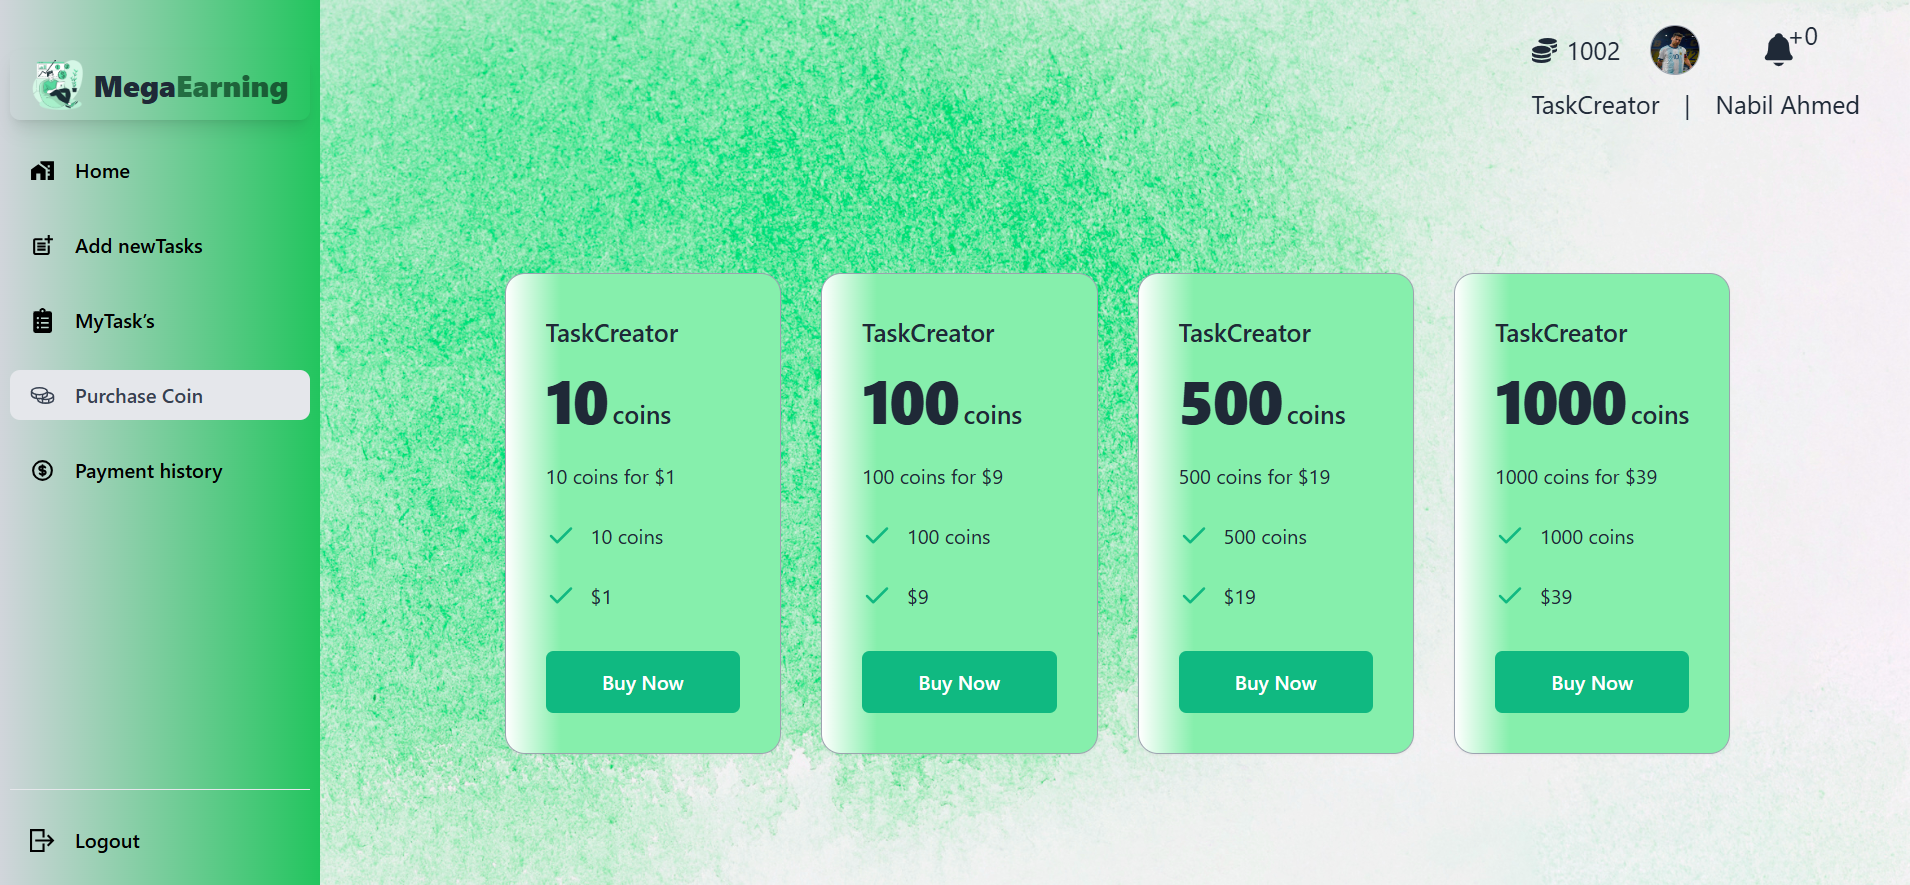 MegaEarning
Home
Add newTasks
MyTask's
Purchase Coin
Payment history
Logout
1002
+0
TaskCreator | Nabil Ahmed
TaskCreator
10 coins
10 coins for $1
10 coins
$1
Buy Now
TaskCreator
100 coins
100 coins for $9
100 coins
$9
Buy Now
TaskCreator
500 coins
500 coins for $19
500 coins
$19
Buy Now
TaskCreator
1000 coins
1000 coins for $39
1000 coins
$39
Buy Now